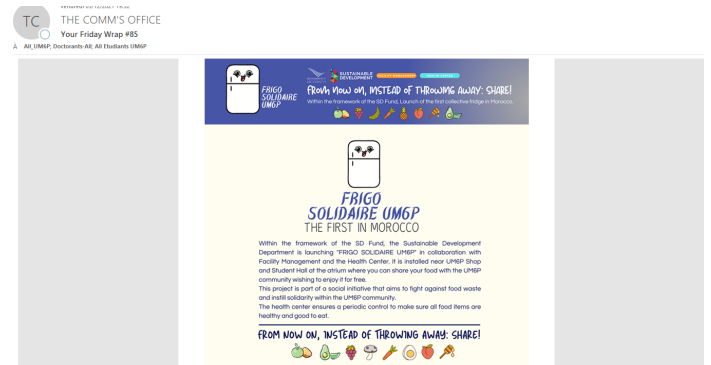 TC
THE COMM'S OFFICE
Your Friday Wrap #85
À All_UM6P; Doctorants-All; All Etudiants UM6P
FRIGO
SOLIDAIRE
UM6P
SUSTAINABLE
DEVELOPMENT
FROM NOW ON, INSTEAD OF THROWING AWAY: SHARE!
Within the framework of the SD Fund, Launch of the first collective fridge in Morocco.
FRIGO
SOLIDAIRE UM6P
THE FIRST IN MOROCCO
Within the framework of the SD Fund, the Sustainable Development
Department is launching "FRIGO SOLIDAIRE UM6P" in collaboration with
Facility Management and the Health Center. It is installed near UM6P Shop
and Student Hall at the atrium where you can share your food with the UM6P
community wishing to enjoy it for free.
This project is part of a social initiative that aims to fight against food waste
and instill solidarity within the UM6P community.
The health center ensures a periodic control to make sure all food items are
healthy and good to eat.
FROM NOW ON, INSTEAD OF THROWING AWAY: SHARE!